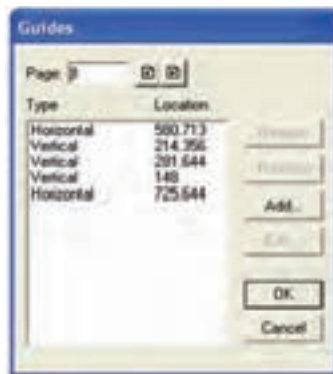 Guides
Page:
Type Location
Horizontal 580.713
Vertical 214.356
Vertical 281.644
Vertical 148
Horizontal 725.644
Add...
Edit...
OK
Cancel